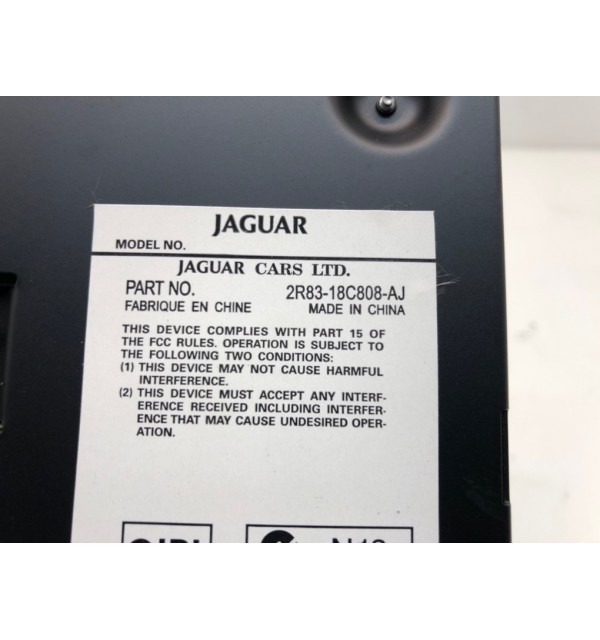 JAGUAR
MODEL NO.
JAGUAR CARS LTD.
PART NO. 2R83-18C808-AJ
FABRIQUE EN CHINE MADE IN CHINA
THIS DEVICE COMPLIES WITH PART 15 OF
THE FCC RULES. OPERATION IS SUBJECT TO
THE FOLLOWING TWO CONDITIONS:
(1) THIS DEVICE MAY NOT CAUSE HARMFUL
INTERFERENCE.
(2) THIS DEVICE MUST ACCEPT ANY INTERF-
ERENCE RECEIVED INCLUDING INTERFER-
ENCE THAT MAY CAUSE UNDESIRED OPER-
ATION.